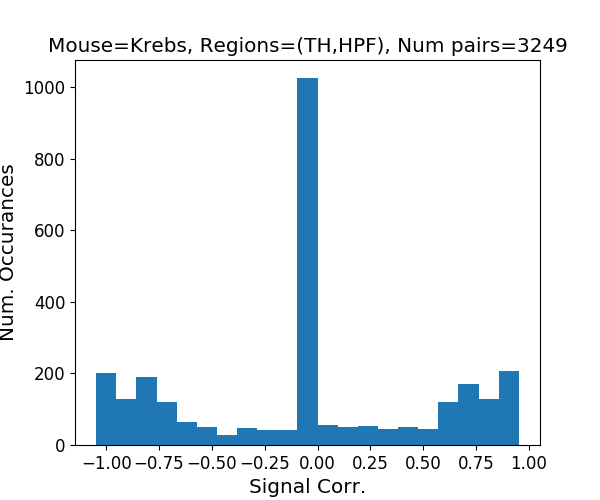 Mouse=Krebs, Regions=(TH,HPF), Num pairs=3249
1000
800
600
400
200
0
Num. Occurances
−1.00 −0.75 −0.50 −0.25 0.00 0.25 0.50 0.75 1.00
Signal Corr.